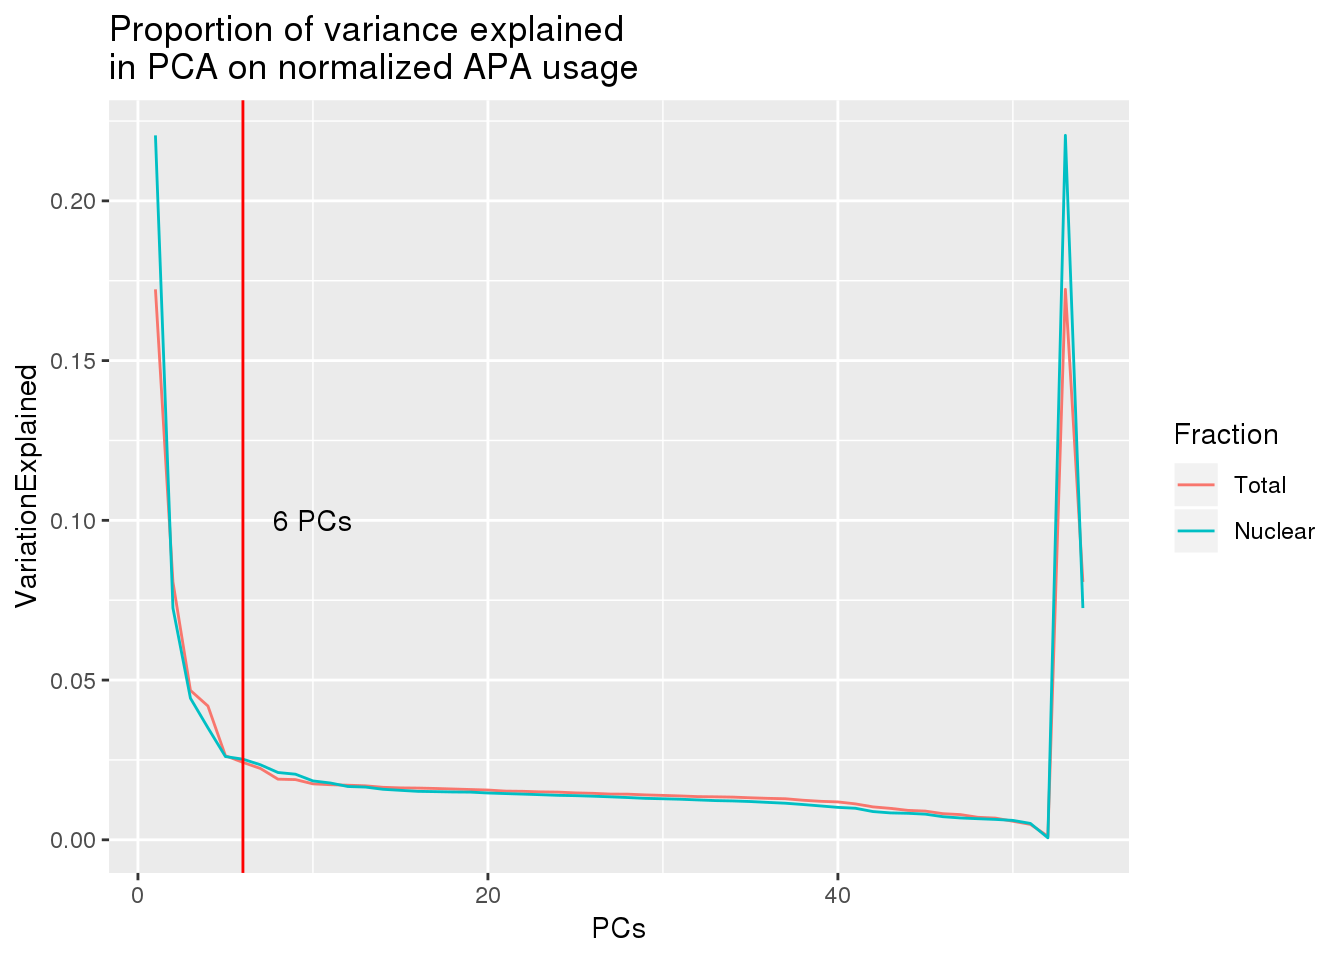 Proportion of variance explained
in PCA on normalized APA usage
VariationExplained
0.20
0.15
0.10
0.05
0.00
6 PCs
0
20
40
PCs
Fraction
Total
Nuclear